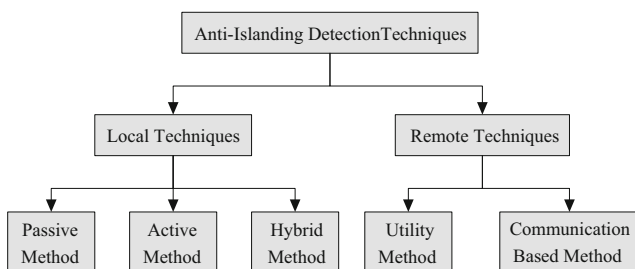 Anti-Islanding DetectionTechniques
Local Techniques
Remote Techniques
Passive
Method
Active
Method
Hybrid
Method
Utility
Method
Communication
Based Method